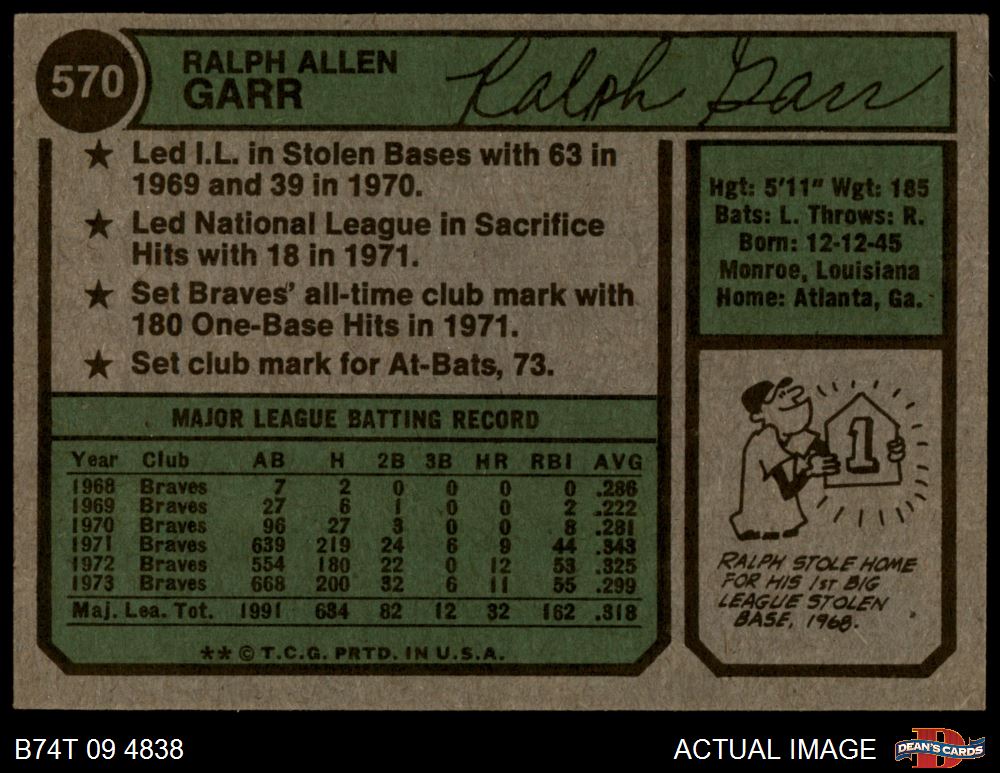 570
RALPH ALLEN
GARR
Ralph Garr
★ Led I.L. in Stolen Bases with 63 in
1969 and 39 in 1970.
★ Led National League in Sacrifice
Hits with 18 in 1971.
★ Set Braves' all-time club mark with
180 One-Base Hits in 1971.
★ Set club mark for At-Bats, 73.
Hgt: 5'11" Wgt: 185
Bats: L. Throws: R.
Born: 12-12-45
Monroe, Louisiana
Home: Atlanta, Ga.
MAJOR LEAGUE BATTING RECORD
Year Club AB H 2B 3B HR RBI AVG
1968 Braves 7 2 0 0 0 0 .286
1969 Braves 27 6 1 0 0 2 .222
1970 Braves 96 27 3 0 0 8 .281
1971 Braves 639 219 24 6 9 44 .343
1972 Braves 554 180 22 0 12 53 .325
1973 Braves 668 200 32 6 11 55 .299
Maj. Lea. Tot. 1991 634 82 12 32 162 .318
** © T.C.G. PRTD. IN U.S.A.
1
RALPH STOLE HOME
FOR HIS 1ST BIG
LEAGUE STOLEN
BASE, 1968.
B74T 09 4838
ACTUAL IMAGE
D
DEAN'S CARDS